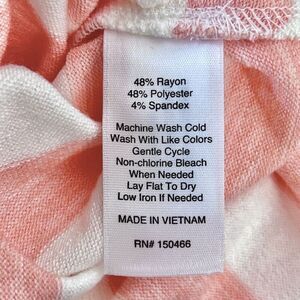 48% Rayon
48% Polyester
4% Spandex
Machine Wash Cold
Wash With Like Colors
Gentle Cycle
Non-chlorine Bleach
When Needed
Lay Flat To Dry
Low Iron If Needed
MADE IN VIETNAM
RN# 150466